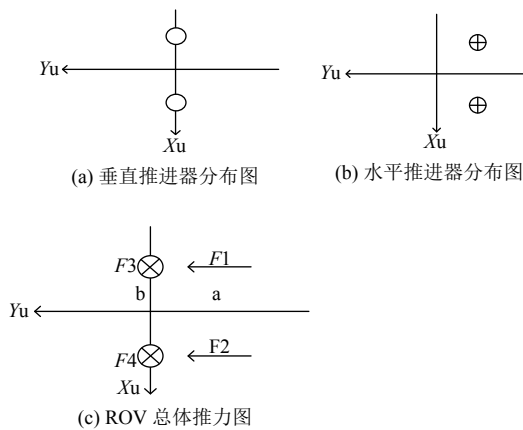 Yu
Xu
(a) 垂直推进器分布图
Yu
Xu
(b) 水平推进器分布图
F3
F1
b
a
Yu
F4
F2
Xu
(c) ROV 总体推力图